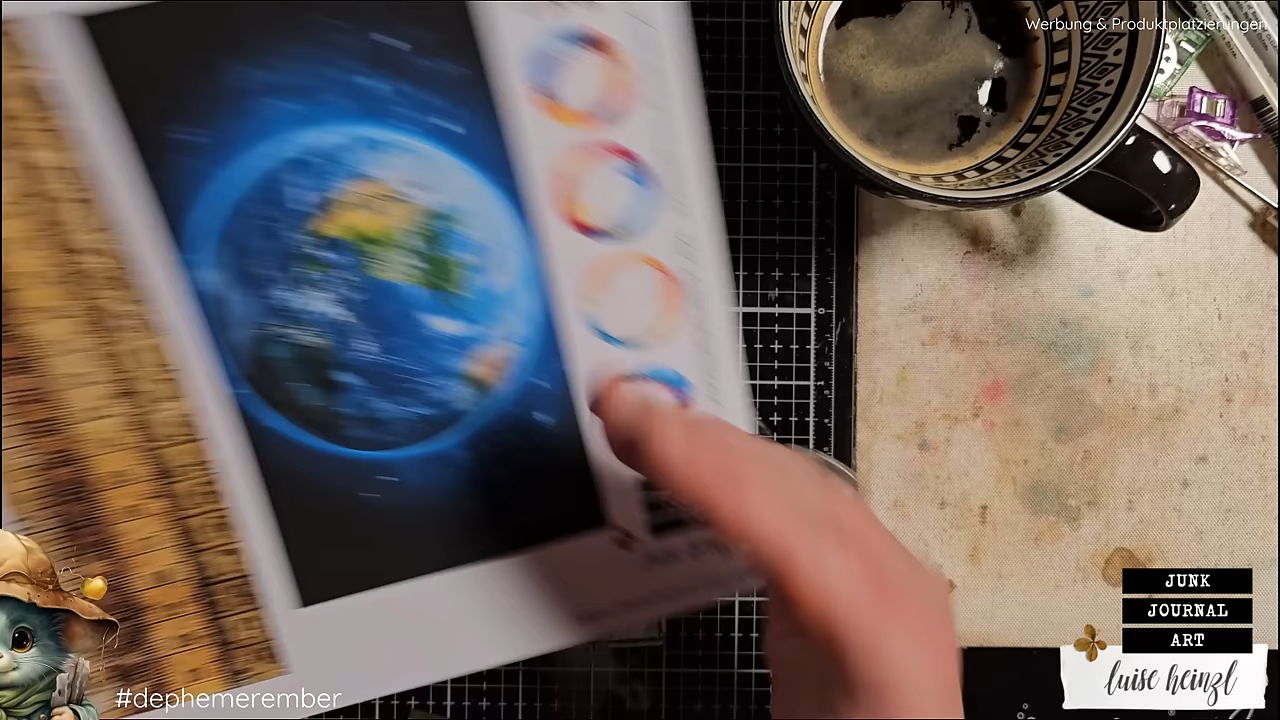 Werbung & Produktplatzierungen
JUNK
JOURNAL
ART
luise heinzl
#dephemerember